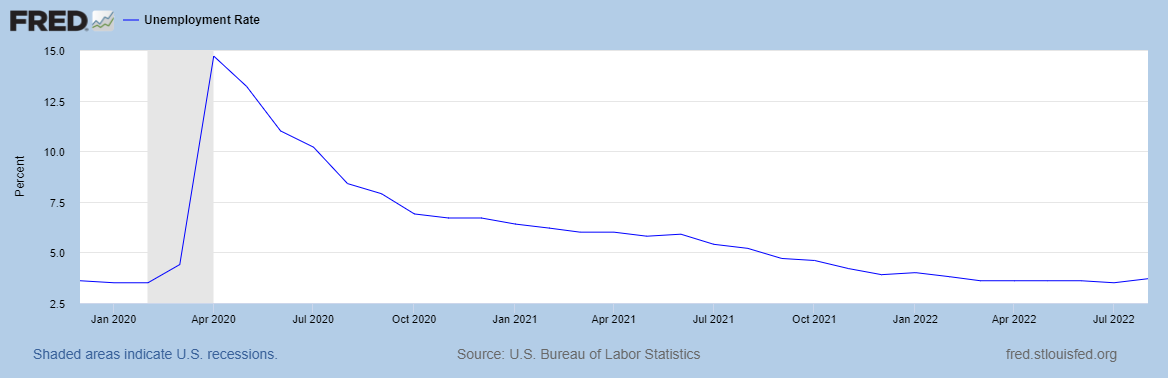 FRED
Unemployment Rate
Percent
15.0
12.5
10.0
7.5
5.0
2.5
Jan 2020 Apr 2020 Jul 2020 Oct 2020 Jan 2021 Apr 2021 Jul 2021 Oct 2021 Jan 2022 Apr 2022 Jul 2022
Shaded areas indicate U.S. recessions. Source: U.S. Bureau of Labor Statistics fred.stlouisfed.org